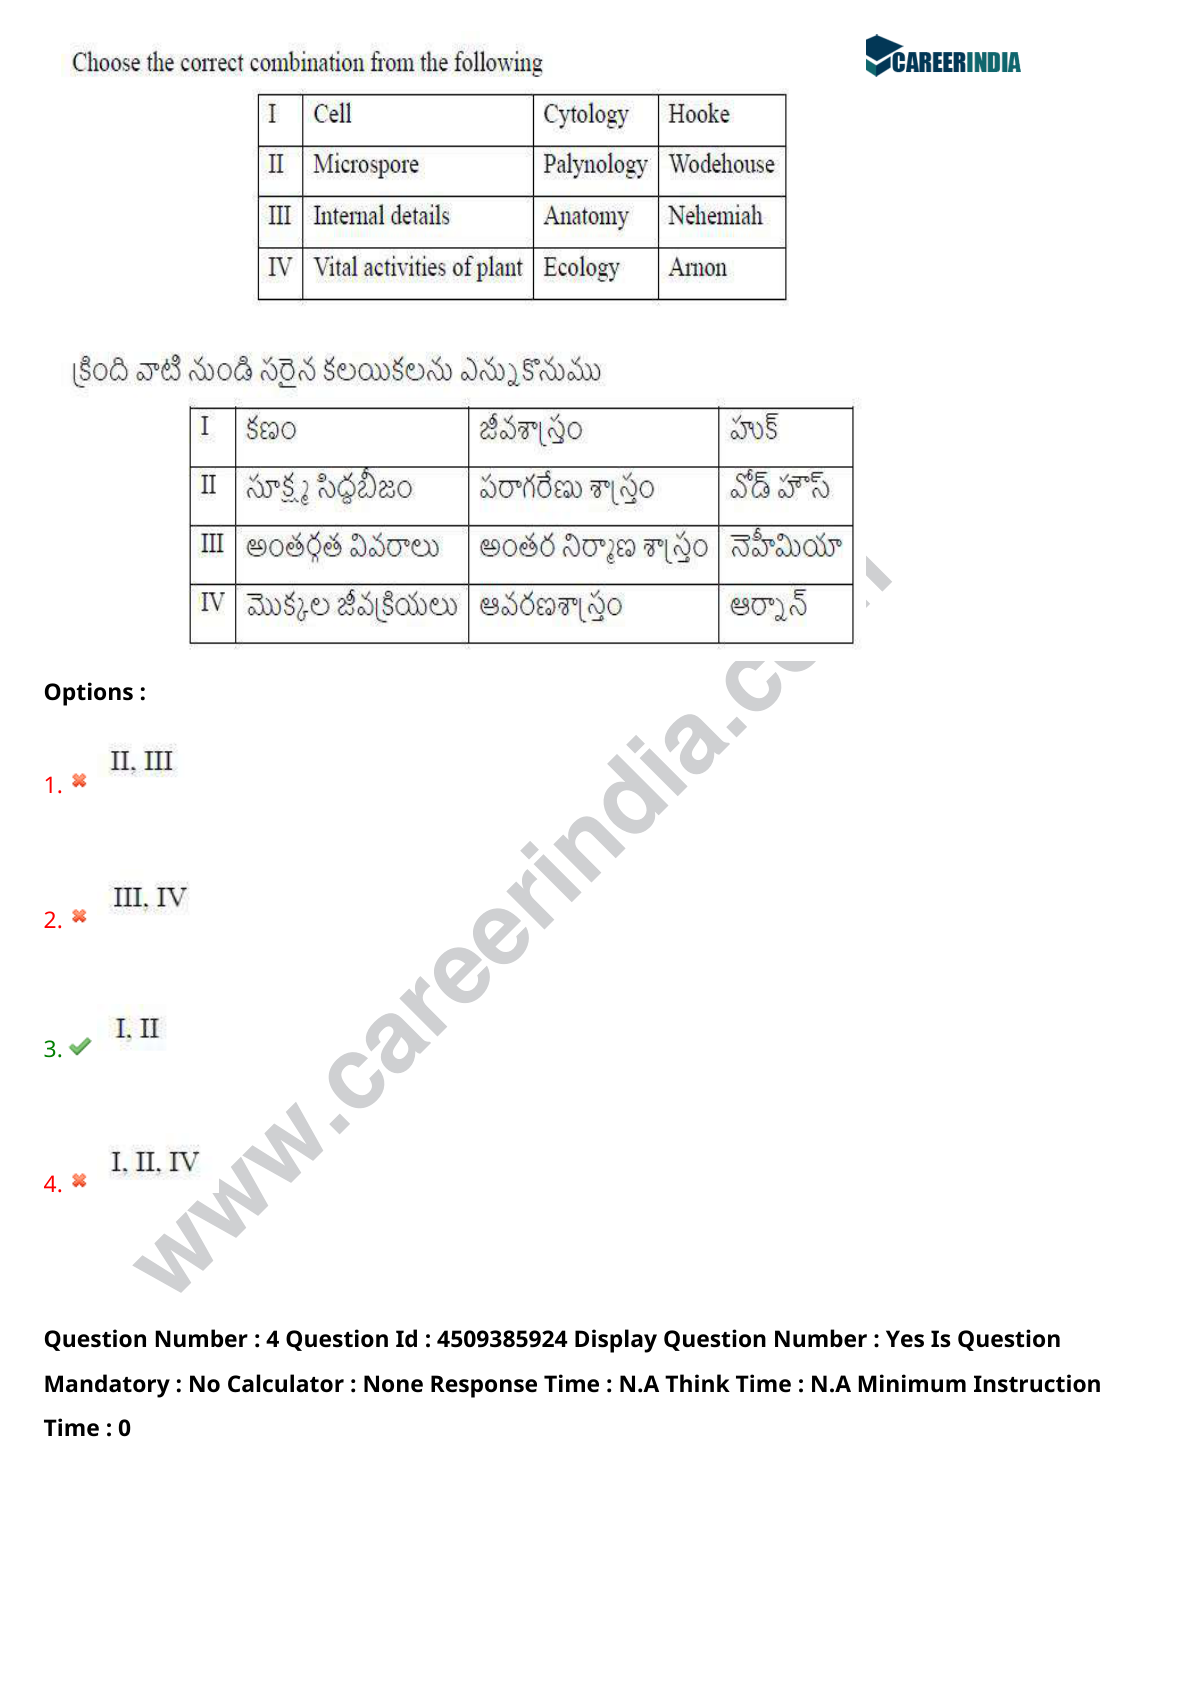 CAREERINDIA
Choose the correct combination from the following
I Cell Cytology Hooke
II Microspore Palynology Wodehouse
III Internal details Anatomy Nehemiah
IV Vital activities of plant Ecology Arnon
క్రింది వాటి నుండి సరైన కలయికలను ఎన్నుకొనుము
I కణం జీవశాస్త్రం హుక్
II సూక్ష్మ సిద్ధబీజం పరాగరేణు శాస్త్రం వోడ్ హౌస్
III అంతర్గత వివరాలు అంతర నిర్మాణ శాస్త్రం నెహీమియా
IV మొక్కల జీవక్రియలు ఆవరణశాస్త్రం ఆర్నాన్
Options :
1. II, III
2. III, IV
3. I, II
4. I, II, IV
www.careerindia.com
Question Number : 4 Question Id : 4509385924 Display Question Number : Yes Is Question
Mandatory : No Calculator : None Response Time : N.A Think Time : N.A Minimum Instruction
Time : 0